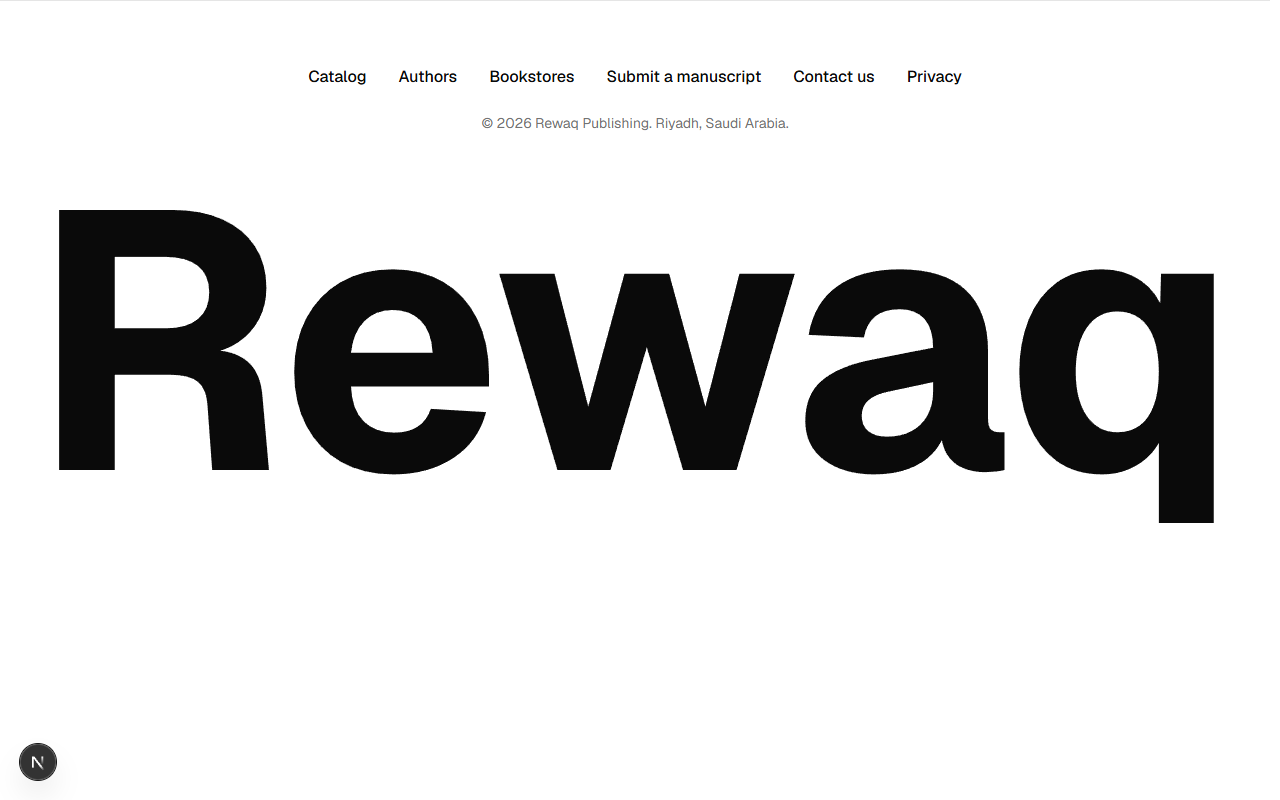 Catalog Authors Bookstores Submit a manuscript Contact us Privacy
© 2026 Rewaq Publishing. Riyadh, Saudi Arabia.
Rewaq
N